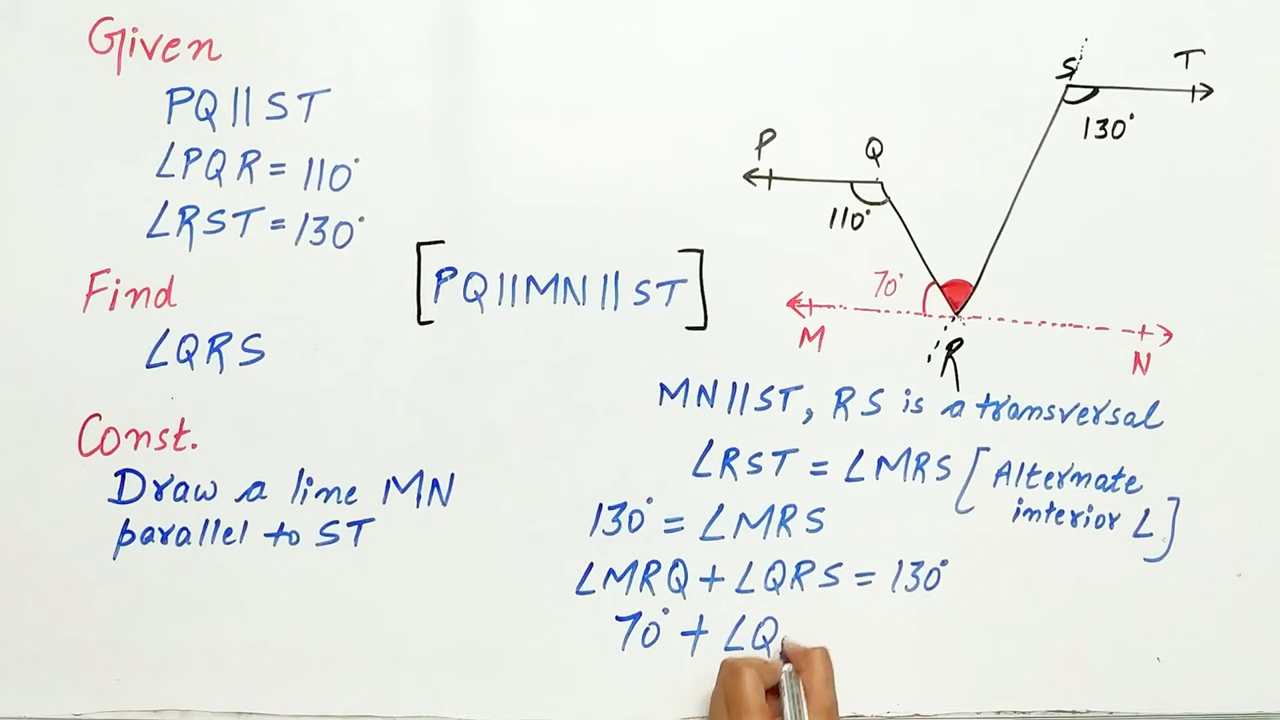 Given
PQ||ST
∠PQR = 110°
∠RST = 130°
Find
∠QRS
Const.
Draw a line MN
parallel to ST
[PQ||MN||ST]
S
T
130°
P
Q
110°
70°
M
R
N
MN||ST, RS is a transversal
∠RST = ∠MRS [Alternate
interior ∠]
130° = ∠MRS
∠MRQ + ∠QRS = 130°
70° + ∠Q